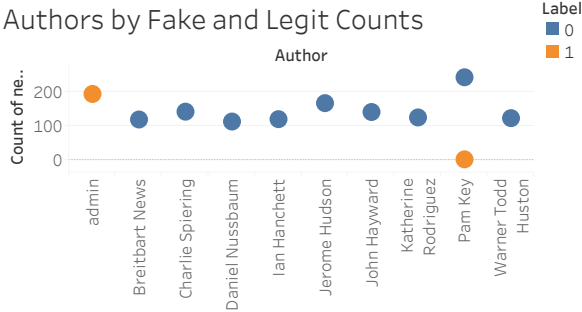 Authors by Fake and Legit Counts
Label
0
1
Author
Count of ne..
200
100
0
admin
Breitbart News
Charlie Spiering
Daniel Nussbaum
Ian Hanchett
Jerome Hudson
John Hayward
Katherine
Rodriguez
Pam Key
Warner Todd
Huston